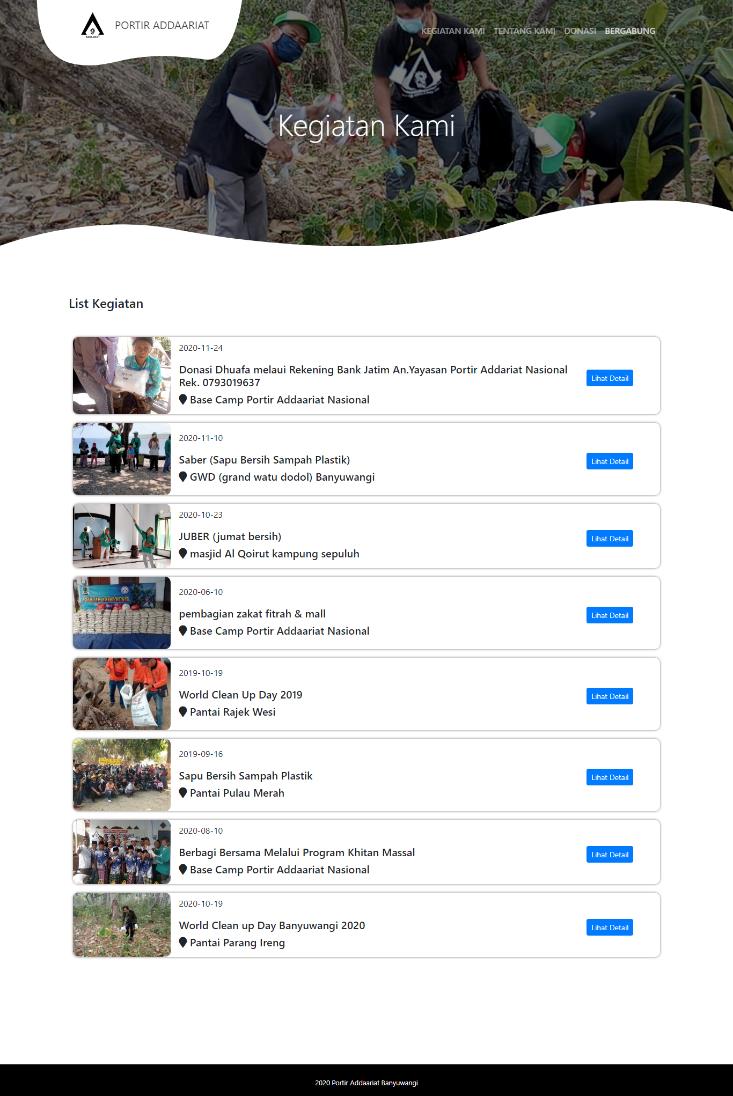 PORTIR ADDAARIAT
KEGIATAN KAMI TENTANG KAMI DONASI BERGABUNG
Kegiatan Kami
List Kegiatan
2020-11-24
Donasi Dhuafa melaui Rekening Bank Jatim An.Yayasan Portir Addariat Nasional
Rek. 0793019637
Base Camp Portir Addaariat Nasional
Lihat Detail
2020-11-10
Saber (Sapu Bersih Sampah Plastik)
GWD (grand watu dodol) Banyuwangi
Lihat Detail
2020-10-23
JUBER (jumat bersih)
masjid Al Qoirut kampung sepuluh
Lihat Detail
2020-06-10
pembagian zakat fitrah & mall
Base Camp Portir Addaariat Nasional
Lihat Detail
2019-10-19
World Clean Up Day 2019
Pantai Rajek Wesi
Lihat Detail
2019-09-16
Sapu Bersih Sampah Plastik
Pantai Pulau Merah
Lihat Detail
2020-08-10
Berbagi Bersama Melalui Program Khitan Massal
Base Camp Portir Addaariat Nasional
Lihat Detail
2020-10-19
World Clean up Day Banyuwangi 2020
Pantai Parang Ireng
Lihat Detail
2020 Portir Addaariat Banyuwangi